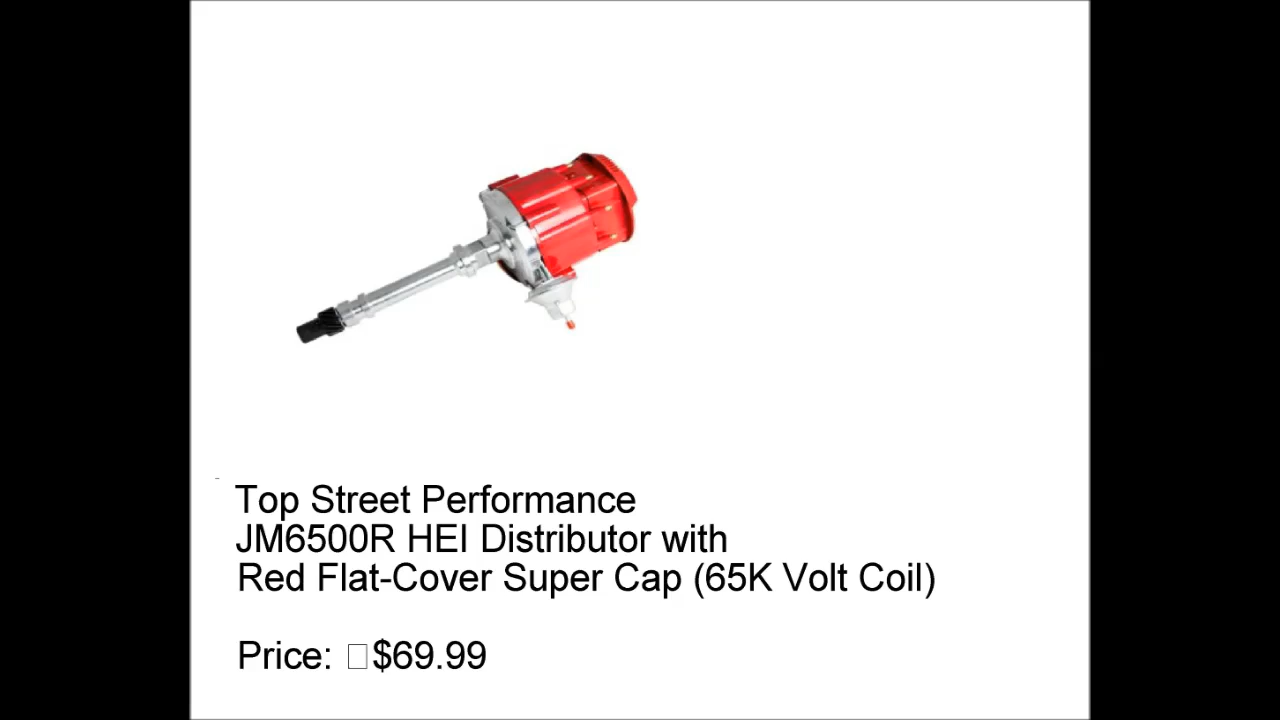 Top Street Performance
JM6500R HEI Distributor with
Red Flat-Cover Super Cap (65K Volt Coil)
Price: □$69.99